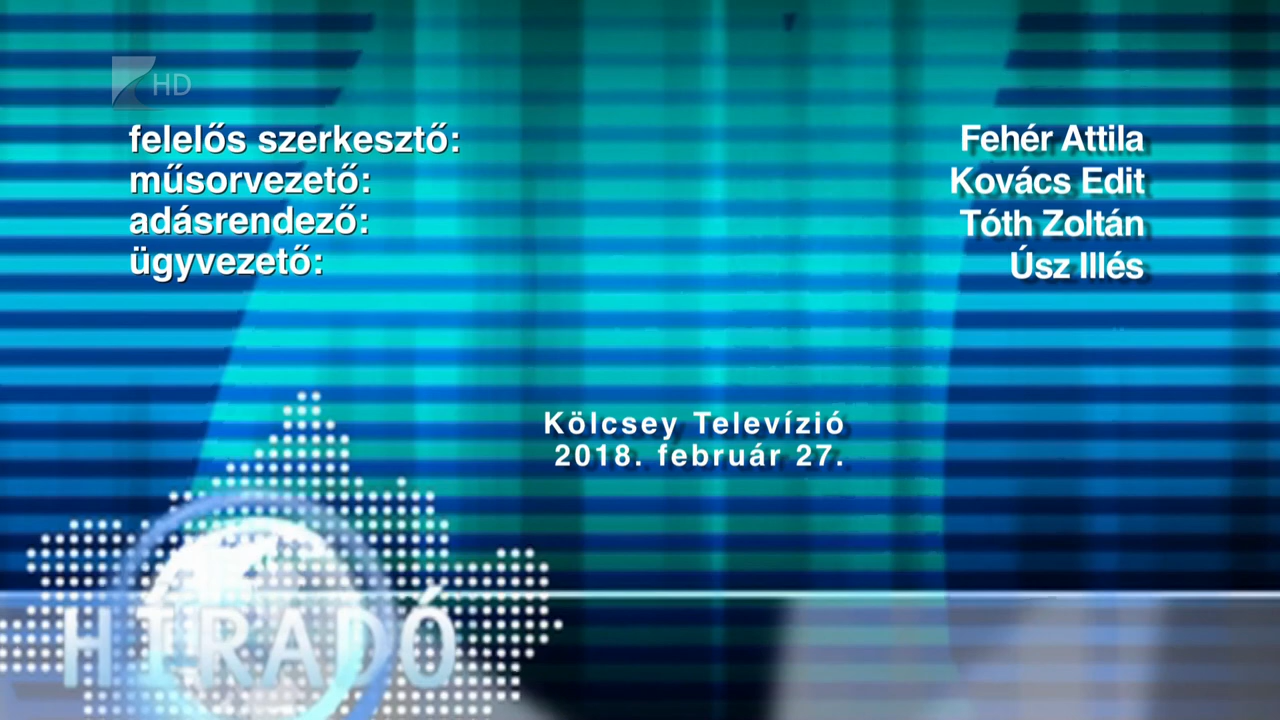 HD
felelős szerkesztő: Fehér Attila
műsorvezető: Kovács Edit
adásrendező: Tóth Zoltán
ügyvezető: Úsz Illés
Kölcsey Televízió
2018. február 27.
HÍRADÓ